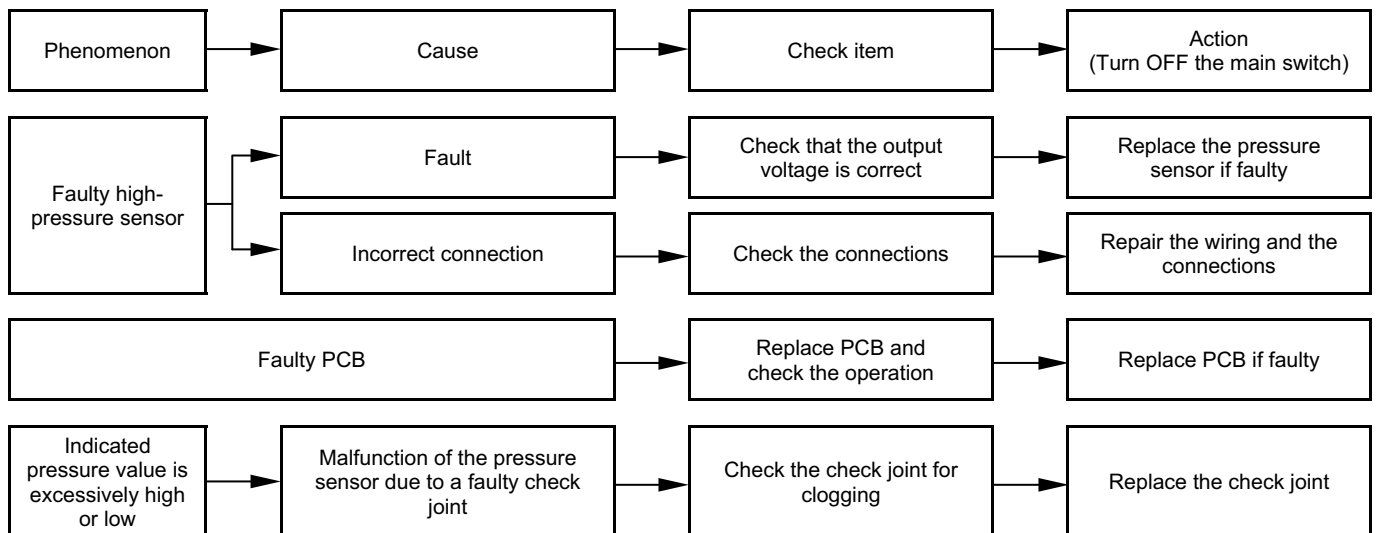 Phenomenon
Cause
Check item
Action
(Turn OFF the main switch)
Faulty high-
pressure sensor
Fault
Check that the output
voltage is correct
Replace the pressure
sensor if faulty
Incorrect connection
Check the connections
Repair the wiring and the
connections
Faulty PCB
Replace PCB and
check the operation
Replace PCB if faulty
Indicated
pressure value is
excessively high
or low
Malfunction of the pressure
sensor due to a faulty check
joint
Check the check joint for
clogging
Replace the check joint